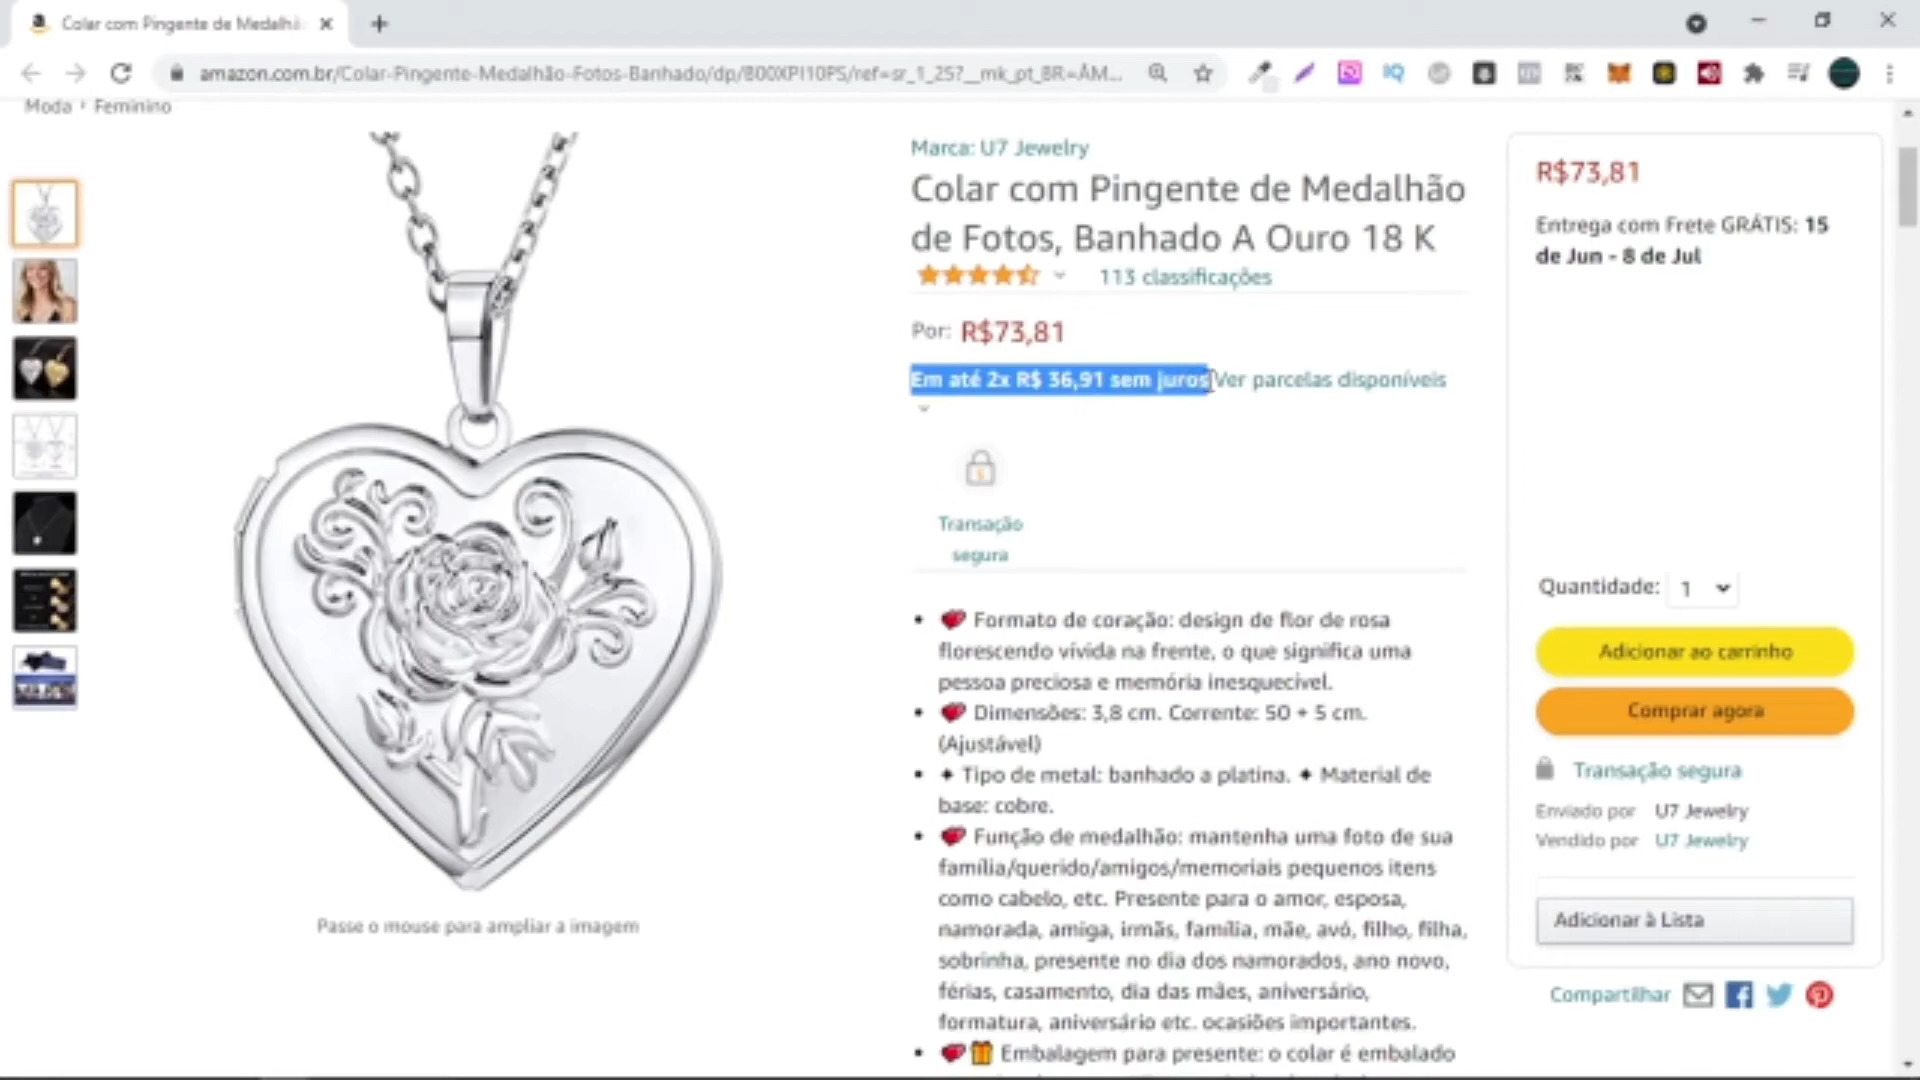 Colar com Pingente de Medalhã
amazon.com.br/Colar-Pingente-Medalhão-Fotos-Banhado/dp/B00XPI10PS/ref=sr_1_25?__mk_pt_BR=ÅM...
Moda › Feminino
Marca: U7 Jewelry
Colar com Pingente de Medalhão
de Fotos, Banhado A Ouro 18 K
113 classificações
Por: R$73,81
Em até 2x R$ 36,91 sem juros Ver parcelas disponíveis
Transação
segura
• Formato de coração: design de flor de rosa
florescendo vívida na frente, o que significa uma
pessoa preciosa e memória inesquecível.
• Dimensões: 3,8 cm. Corrente: 50 + 5 cm.
(Ajustável)
• ✦ Tipo de metal: banhado a platina. ✦ Material de
base: cobre.
• Função de medalhão: mantenha uma foto de sua
família/querido/amigos/memoriais pequenos itens
como cabelo, etc. Presente para o amor, esposa,
namorada, amiga, irmãs, família, mãe, avó, filho, filha,
sobrinha, presente no dia dos namorados, ano novo,
férias, casamento, dia das mães, aniversário,
formatura, aniversário etc. ocasiões importantes.
• Embalagem para presente: o colar é embalado
Passe o mouse para ampliar a imagem
R$73,81
Entrega com Frete GRÁTIS: 15
de Jun - 8 de Jul
Quantidade: 1
Adicionar ao carrinho
Comprar agora
Transação segura
Enviado por U7 Jewelry
Vendido por U7 Jewelry
Adicionar à Lista
Compartilhar